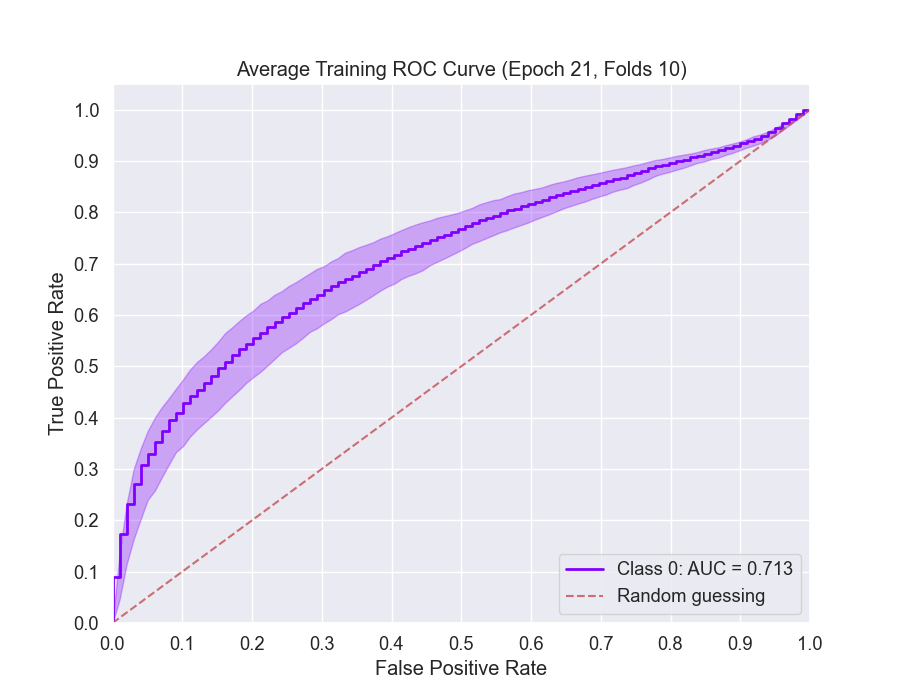 Average Training ROC Curve (Epoch 21, Folds 10)
True Positive Rate
1.0
0.9
0.8
0.7
0.6
0.5
0.4
0.3
0.2
0.1
0.0
Class 0: AUC = 0.713
Random guessing
0.0 0.1 0.2 0.3 0.4 0.5 0.6 0.7 0.8 0.9 1.0
False Positive Rate